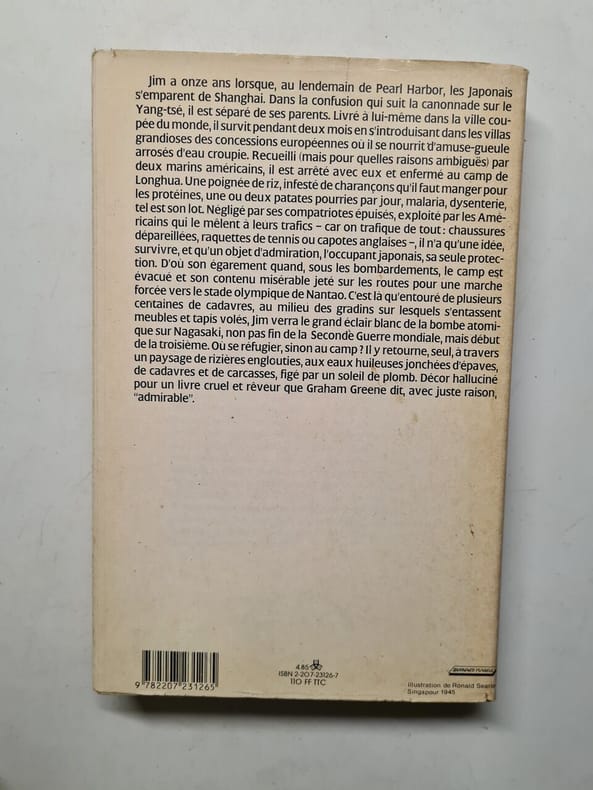 Jim a onze ans lorsque, au lendemain de Pearl Harbor, les Japonais
s'emparent de Shanghai. Dans la confusion qui suit la canonnade sur le
Yang-tsé, il est séparé de ses parents. Livré à lui-même dans la ville cou-
pée du monde, il survit pendant deux mois en s'introduisant dans les villas
grandioses des concessions européennes où il se nourrit d'amuse-gueule
arrosés d'eau croupie. Recueilli (mais pour quelles raisons ambiguës) par
deux marins américains, il est arrêté avec eux et enfermé au camp de
Longhua. Une poignée de riz, infesté de charançons qu'il faut manger pour
les protéines, une ou deux patates pourries par jour, malaria, dysenterie,
tel est son lot. Négligé par ses compatriotes épuisés, exploité par les Amé-
ricains qui le mêlent à leurs trafics – car on trafique de tout : chaussures
dépareillées, raquettes de tennis ou capotes anglaises –, il n'a qu'une idée,
survivre, et qu'un objet d'admiration, l'occupant japonais, sa seule protec-
tion. D'où son égarement quand, sous les bombardements, le camp est
évacué et son contenu misérable jeté sur les routes pour une marche
forcée vers le stade olympique de Nantao. C'est là qu'entouré de plusieurs
centaines de cadavres, au milieu des gradins sur lesquels s'entassent
meubles et tapis volés, Jim verra le grand éclair blanc de la bombe atomi-
que sur Nagasaki, non pas fin de la Seconde Guerre mondiale, mais début
de la troisième. Où se réfugier, sinon au camp ? Il y retourne, seul, à travers
un paysage de rizières englouties, aux eaux huileuses jonchées d'épaves,
de cadavres et de carcasses, figé par un soleil de plomb. Décor halluciné
pour un livre cruel et rêveur que Graham Greene dit, avec juste raison,
"admirable".
4.85
ISBN 2-207-23126-7
110 FF TTC
9 782207 231265
Illustration de Ronald Searle
Singapour 1945